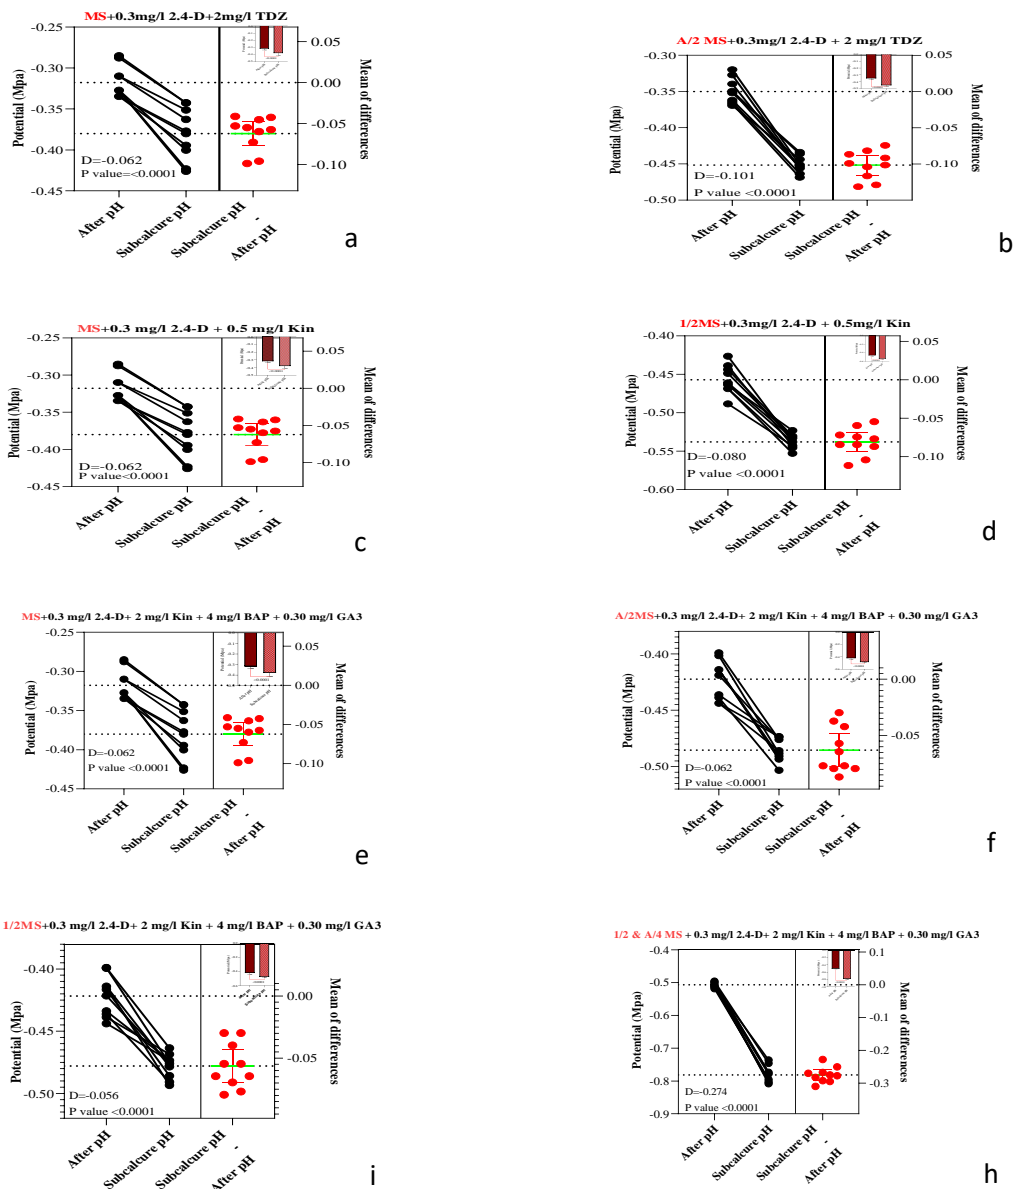 MS+0.3mg/l 2.4-D+2mg/l TDZ
Potential (Mpa)
-0.25
-0.30
-0.35
-0.40
-0.45
0.05
0.00
-0.05
-0.10
Mean of differences
D=-0.062
P value=<0.0001
After pH
Subcalcure pH
Subcalcure pH
-
After pH
a
A/2 MS+0.3mg/l 2.4-D + 2 mg/l TDZ
Potential (Mpa)
-0.30
-0.35
-0.40
-0.45
-0.50
0.05
0.00
-0.05
-0.10
Mean of differences
D=-0.101
P value <0.0001
After pH
Subcalcure pH
Subcalcure pH
-
After pH
b
MS+0.3 mg/l 2.4-D + 0.5 mg/l Kin
Potential (Mpa)
-0.25
-0.30
-0.35
-0.40
-0.45
0.05
0.00
-0.05
-0.10
Mean of differences
D=-0.062
P value<0.0001
After pH
Subcalcure pH
Subcalcure pH
-
After pH
c
1/2MS+0.3mg/l 2.4-D + 0.5mg/l Kin
Potential (Mpa)
-0.40
-0.45
-0.50
-0.55
-0.60
0.05
0.00
-0.05
-0.10
Mean of differences
D=-0.080
P value <0.0001
After pH
Subcalcure pH
Subcalcure pH
-
After pH
d
MS+0.3 mg/l 2.4-D+ 2 mg/l Kin + 4 mg/l BAP + 0.30 mg/l GA3
Potential (Mpa)
-0.25
-0.30
-0.35
-0.40
-0.45
0.05
0.00
-0.05
-0.10
Mean of differences
D=-0.062
P value <0.0001
After pH
Subcalcure pH
Subcalcure pH
-
After pH
e
A/2MS+0.3 mg/l 2.4-D+ 2 mg/l Kin + 4 mg/l BAP + 0.30 mg/l GA3
Potential (Mpa)
-0.40
-0.45
-0.50
0.00
-0.05
Mean of differences
D=-0.062
P value <0.0001
After pH
Subcalcure pH
Subcalcure pH
-
After pH
f
1/2MS+0.3 mg/l 2.4-D+ 2 mg/l Kin + 4 mg/l BAP + 0.30 mg/l GA3
Potential (Mpa)
-0.40
-0.45
-0.50
0.00
-0.05
Mean of differences
D=-0.056
P value <0.0001
After pH
Subcalcure pH
Subcalcure pH
-
After pH
i
1/2 & A/4 MS + 0.3 mg/l 2.4-D+ 2 mg/l Kin + 4 mg/l BAP + 0.30 mg/l GA3
Potential (Mpa)
-0.4
-0.5
-0.6
-0.7
-0.8
-0.9
0.1
0.0
-0.1
-0.2
-0.3
Mean of differences
D=-0.274
P value <0.0001
After pH
Subcalcure pH
Subcalcure pH
-
After pH
h